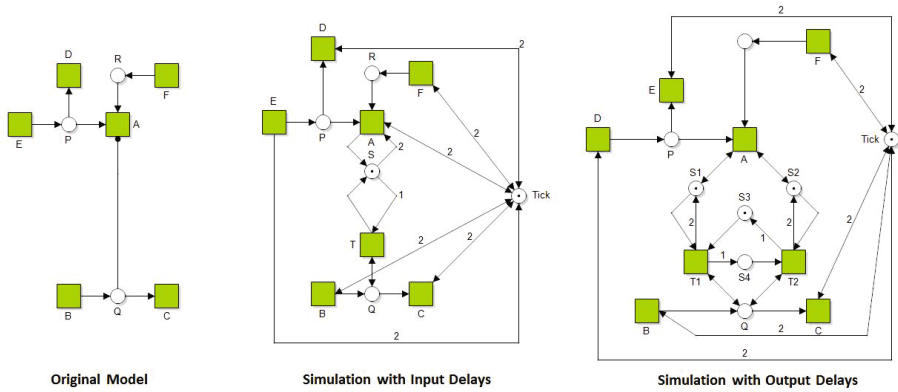 D
R
F
E
P
A
B
Q
C
Original Model
D
2
R
F
E
P
A
2
S
2
2
1
Tick
T
2
2
B
Q
C
2
Simulation with Input Delays
2
F
E
2
D
P
A
Tick
S1
S2
S3
2
2
1
2
1
T1
S4
T2
B
Q
C
2
2
Simulation with Output Delays